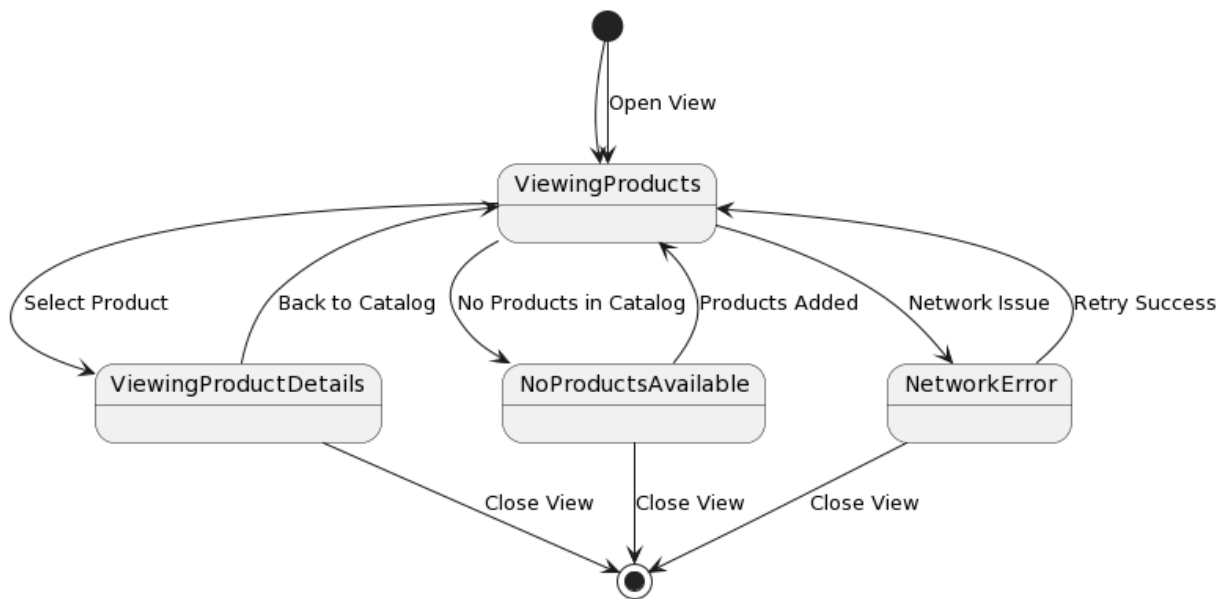 Open View
ViewingProducts
Select Product
Back to Catalog
No Products in Catalog
Products Added
Network Issue
Retry Success
ViewingProductDetails
NoProductsAvailable
NetworkError
Close View
Close View
Close View